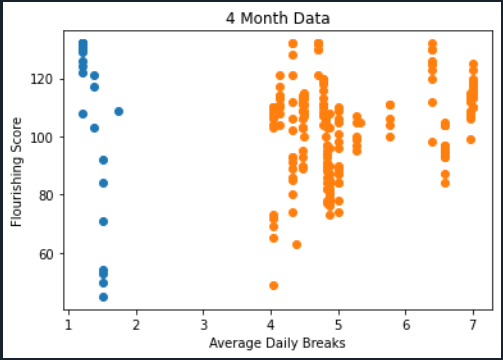 4 Month Data
Flourishing Score
120
100
80
60
1 2 3 4 5 6 7
Average Daily Breaks